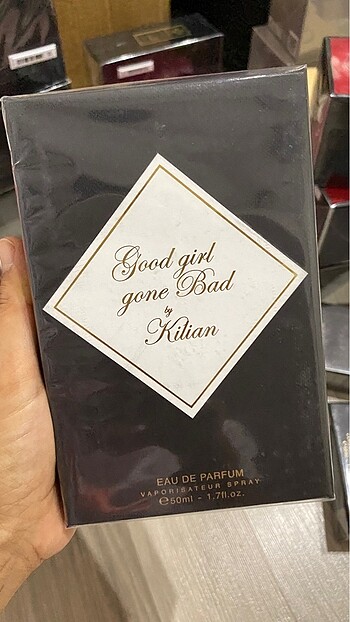 Good girl
gone Bad
by
Kilian
EAU DE PARFUM
VAPORISATEUR SPRAY
℮50ml - 1,7fl.oz.